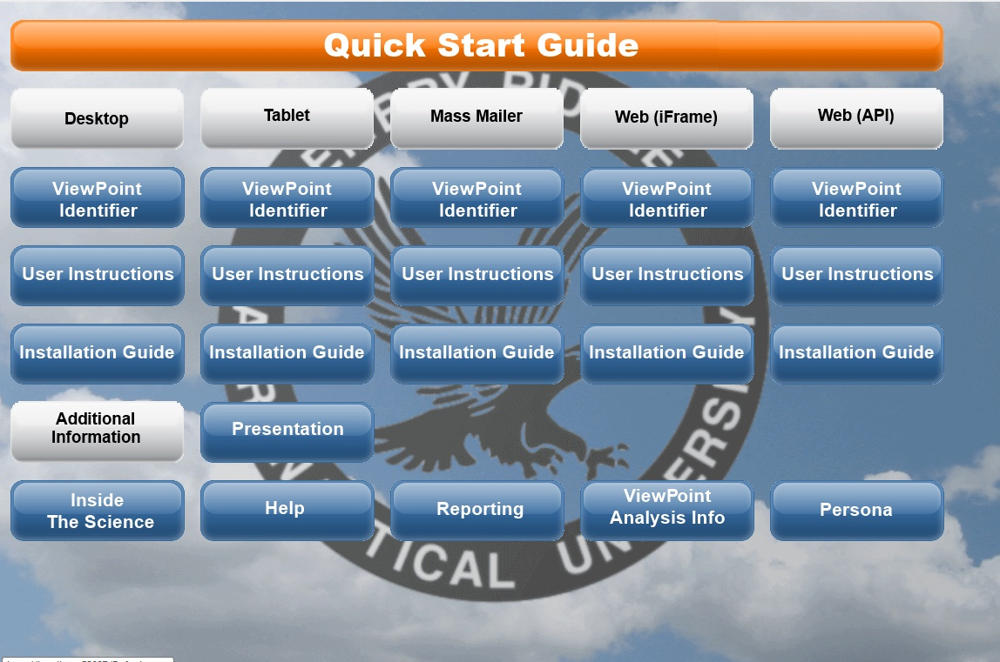 Quick Start Guide
Desktop
Tablet
Mass Mailer
Web (iFrame)
Web (API)
ViewPoint
Identifier
ViewPoint
Identifier
ViewPoint
Identifier
ViewPoint
Identifier
ViewPoint
Identifier
User Instructions
User Instructions
User Instructions
User Instructions
User Instructions
Installation Guide
Installation Guide
Installation Guide
Installation Guide
Installation Guide
Additional
Information
Presentation
Inside
The Science
Help
Reporting
ViewPoint
Analysis Info
Persona